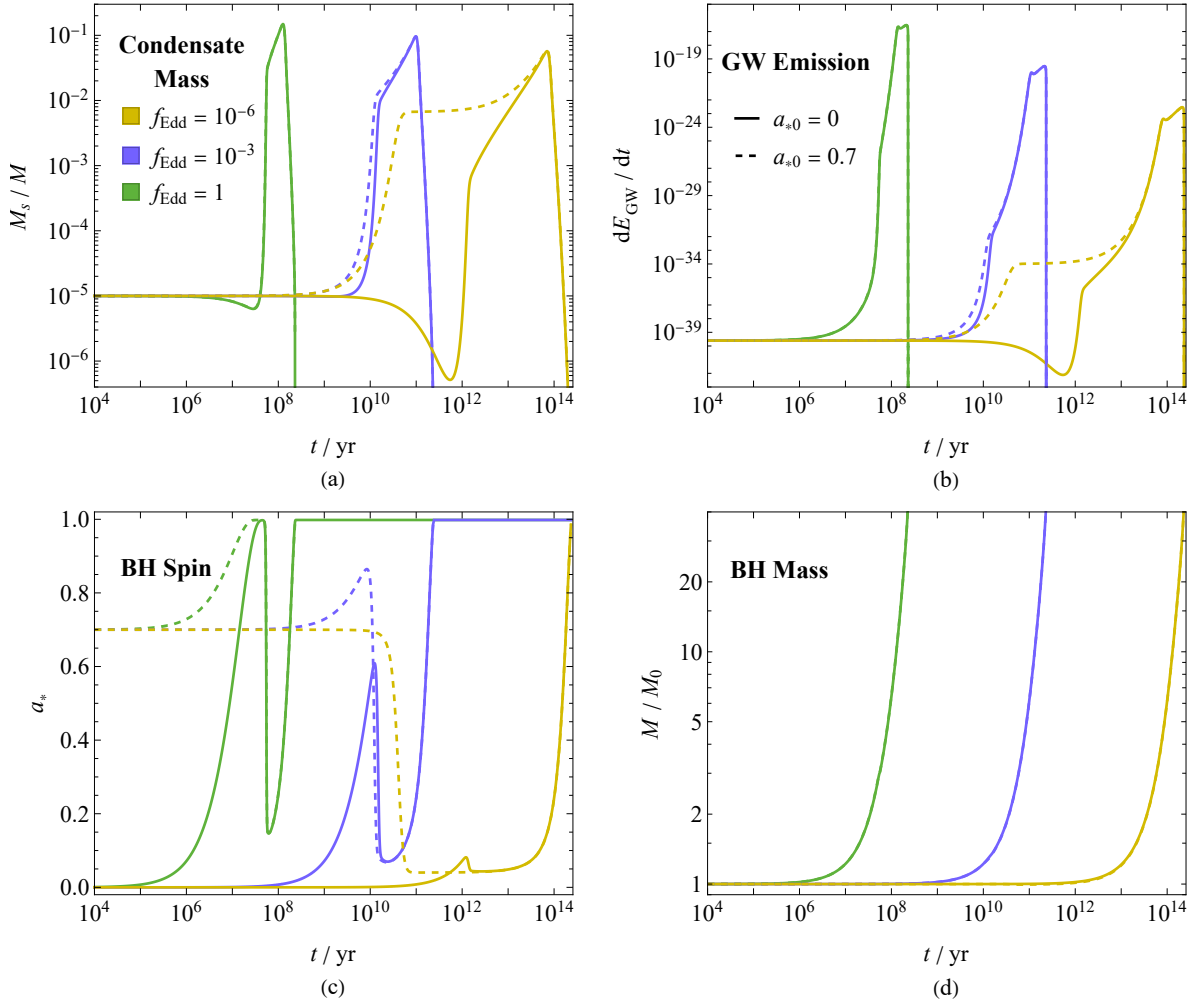 Condensate
Mass
f_Edd = 10^-6
f_Edd = 10^-3
f_Edd = 1
M_s / M
10^-1
10^-2
10^-3
10^-4
10^-5
10^-6
10^4 10^6 10^8 10^10 10^12 10^14
t / yr
(a)
GW Emission
a_*0 = 0
a_*0 = 0.7
dE_GW / dt
10^-19
10^-24
10^-29
10^-34
10^-39
10^4 10^6 10^8 10^10 10^12 10^14
t / yr
(b)
BH Spin
a_*
1.0
0.8
0.6
0.4
0.2
0.0
10^4 10^6 10^8 10^10 10^12 10^14
t / yr
(c)
BH Mass
M / M_0
20
10
5
2
1
10^4 10^6 10^8 10^10 10^12 10^14
t / yr
(d)